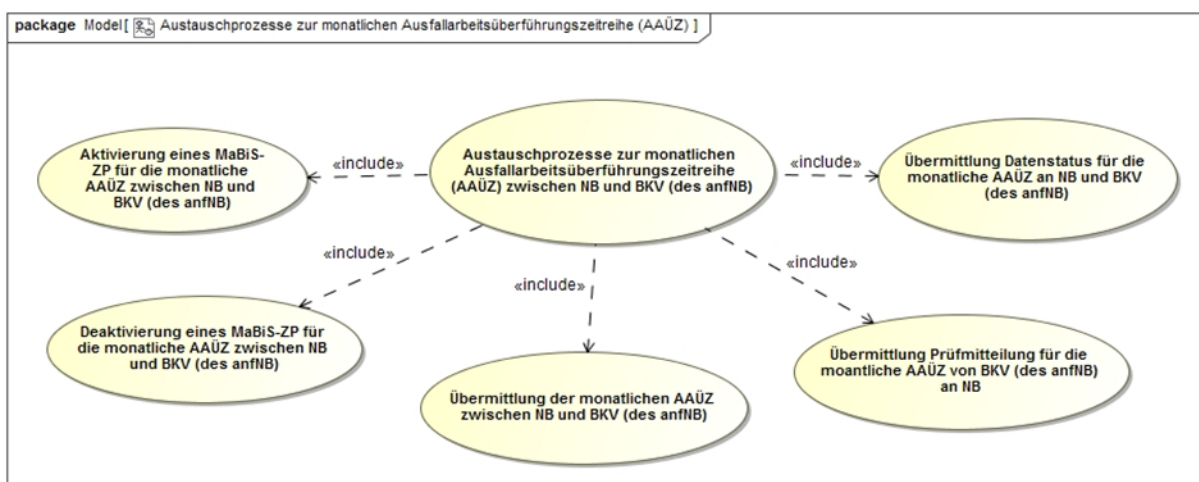 package Model[ Austauschprozesse zur monatlichen Ausfallarbeitsüberführungszeitreihe (AAÜZ) ]
Aktivierung eines MaBiS-
ZP für die monatliche
AAÜZ zwischen NB und
BKV (des anfNB)
«include»
Austauschprozesse zur monatlichen
Ausfallarbeitsüberführungszeitreihe
(AAÜZ) zwischen NB und BKV (des anfNB)
«include»
Übermittlung Datenstatus für die
monatliche AAÜZ an NB und BKV
(des anfNB)
«include»
«include»
«include»
Deaktivierung eines MaBiS-ZP für
die monatliche AAÜZ zwischen NB
und BKV (des anfNB)
Übermittlung der monatlichen AAÜZ
zwischen NB und BKV (des anfNB)
Übermittlung Prüfmitteilung für die
moantliche AAÜZ von BKV (des anfNB)
an NB